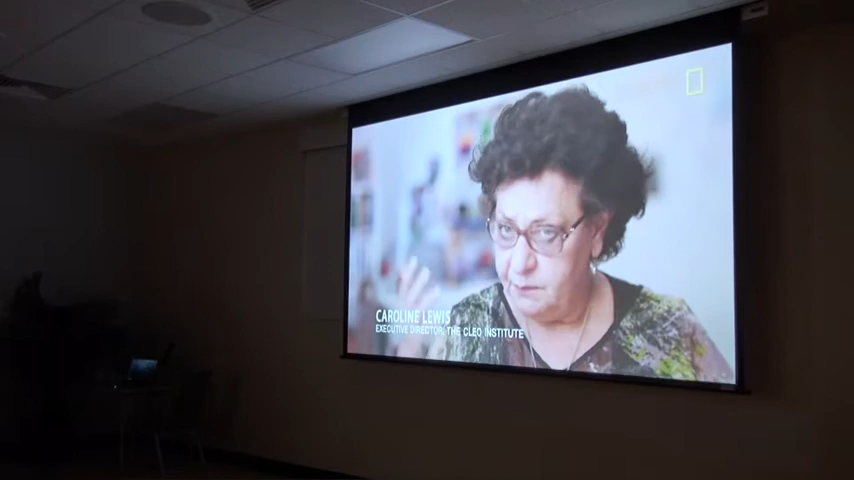 CAROLINE LEWIS
EXECUTIVE DIRECTOR, THE CLEO INSTITUTE